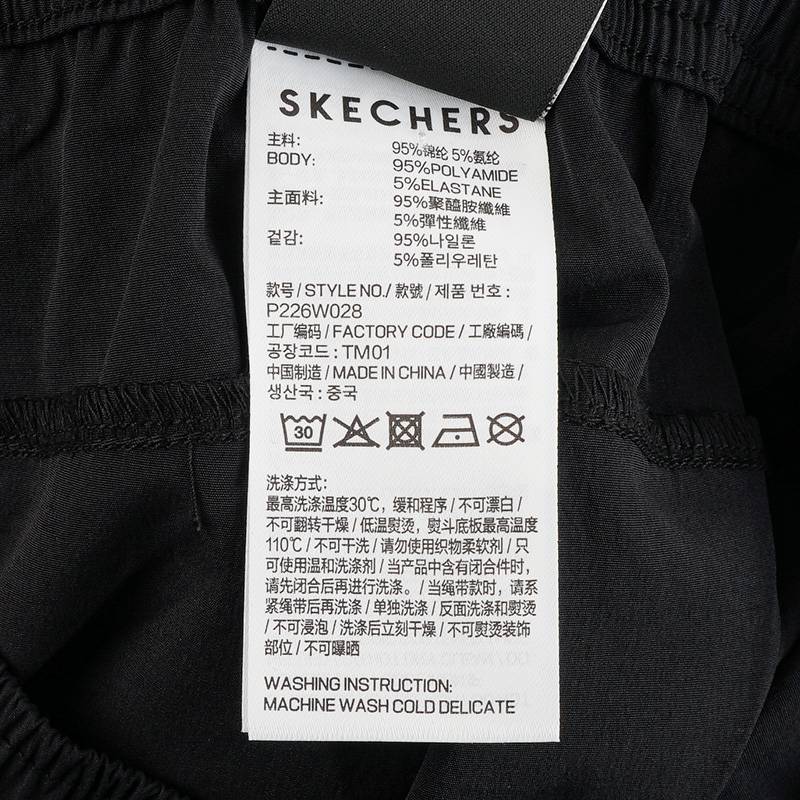 SKECHERS
主料: 95%锦纶 5%氨纶
BODY: 95%POLYAMIDE
5%ELASTANE
主面料: 95%聚醯胺纖維
5%彈性纖維
겉감: 95%나일론
5%폴리우레탄
款号 / STYLE NO./ 款號 / 제품 번호 :
P226W028
工厂编码 / FACTORY CODE / 工廠編碼 /
공장코드 : TM01
中国制造 / MADE IN CHINA / 中國製造 /
생산국 : 중국
30
洗涤方式:
最高洗涤温度30℃，缓和程序 / 不可漂白 /
不可翻转干燥 / 低温熨烫，熨斗底板最高温度
110℃ / 不可干洗 / 请勿使用织物柔软剂 / 只
可使用温和洗涤剂 / 当产品中含有闭合件时，
请先闭合后再进行洗涤。/ 当绳带款时，请系
紧绳带后再洗涤 / 单独洗涤 / 反面洗涤和熨烫
/ 不可浸泡 / 洗涤后立刻干燥 / 不可熨烫装饰
部位 / 不可曝晒
WASHING INSTRUCTION:
MACHINE WASH COLD DELICATE